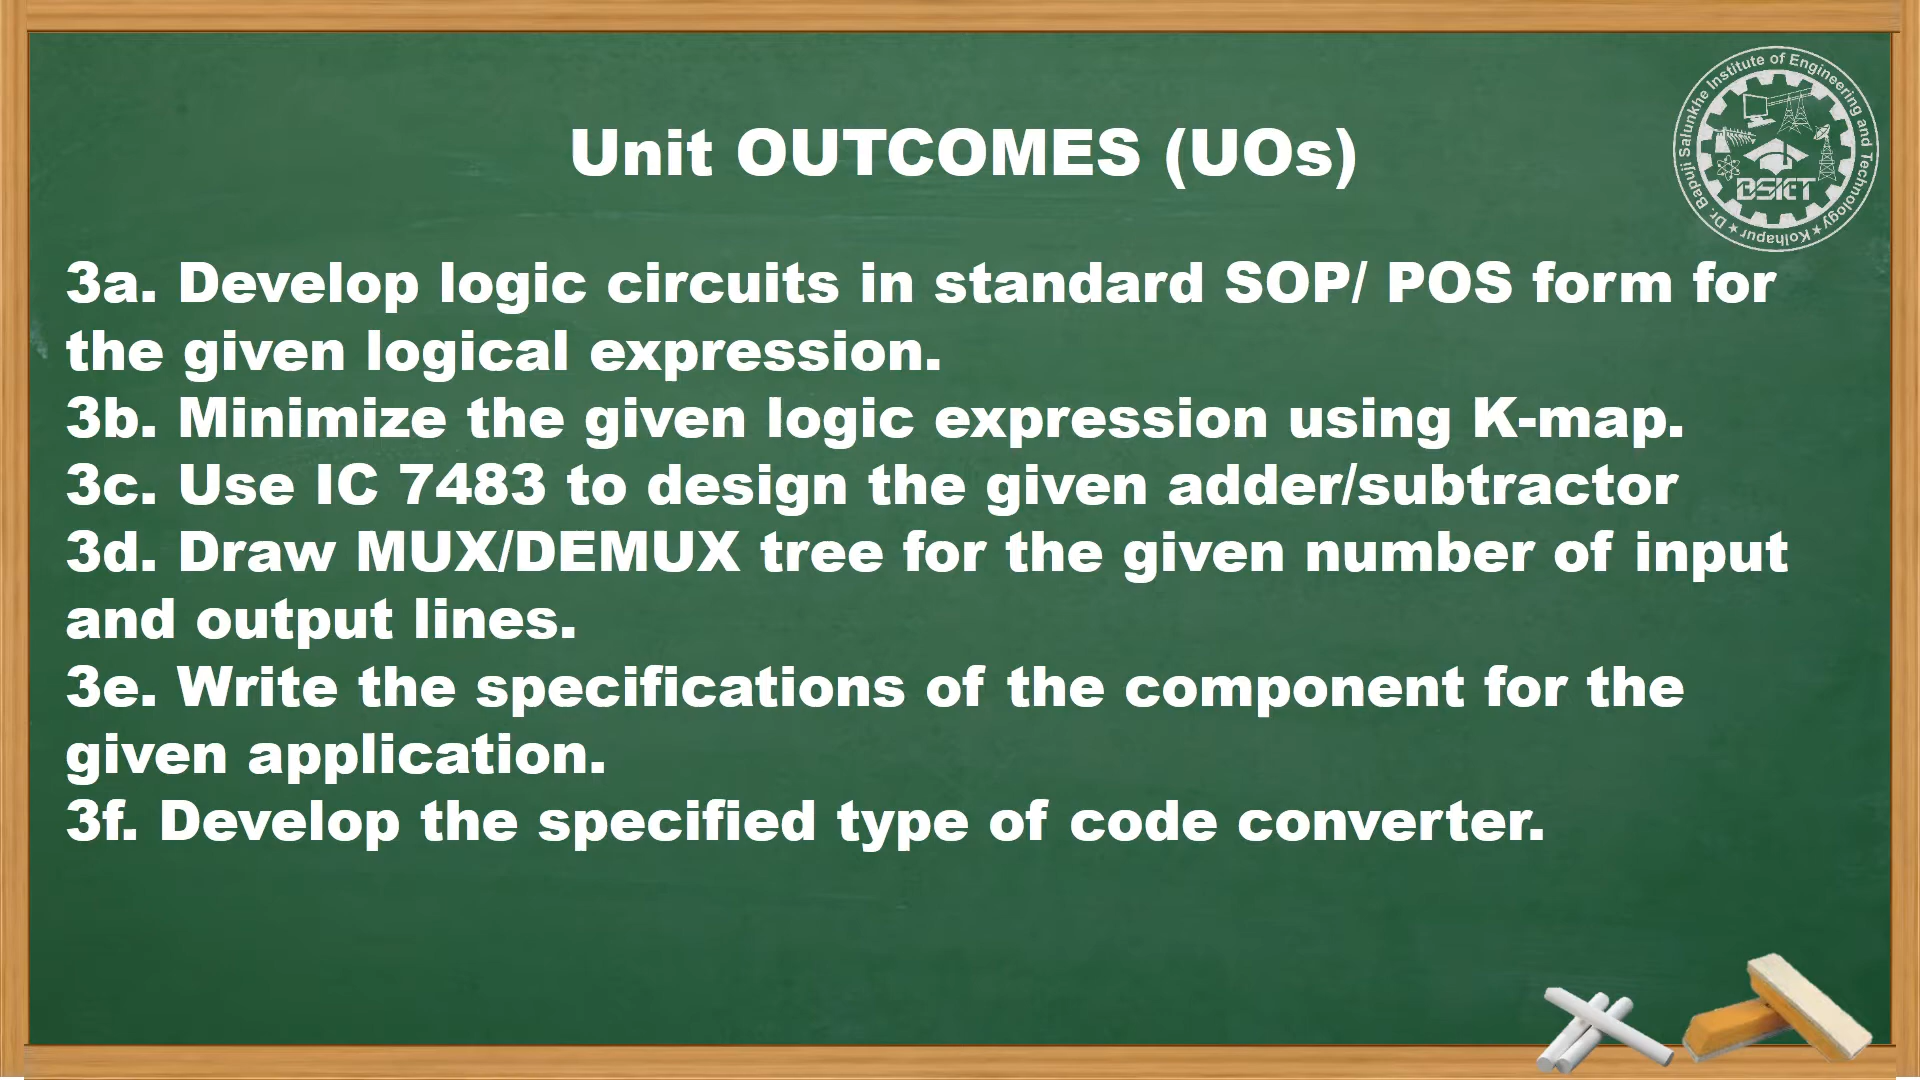 Unit OUTCOMES (UOs)
Dr. Bapuji Salunkhe Institute of Engineering and Technology
★ Kolhapur ★
BSIET
3a. Develop logic circuits in standard SOP/ POS form for
the given logical expression.
3b. Minimize the given logic expression using K-map.
3c. Use IC 7483 to design the given adder/subtractor
3d. Draw MUX/DEMUX tree for the given number of input
and output lines.
3e. Write the specifications of the component for the
given application.
3f. Develop the specified type of code converter.